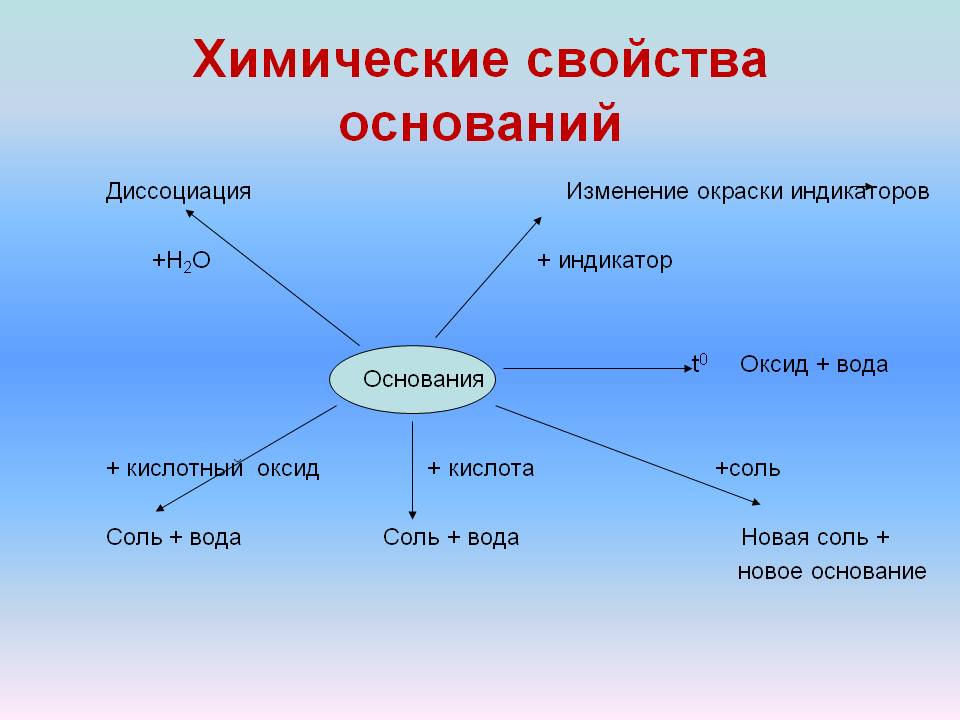 Химические свойства
оснований
Диссоциация
Изменение окраски индикаторов
+H₂O
+ индикатор
t⁰ Оксид + вода
Основания
+ кислотный оксид
+ кислота
+соль
Соль + вода
Соль + вода
Новая соль +
новое основание